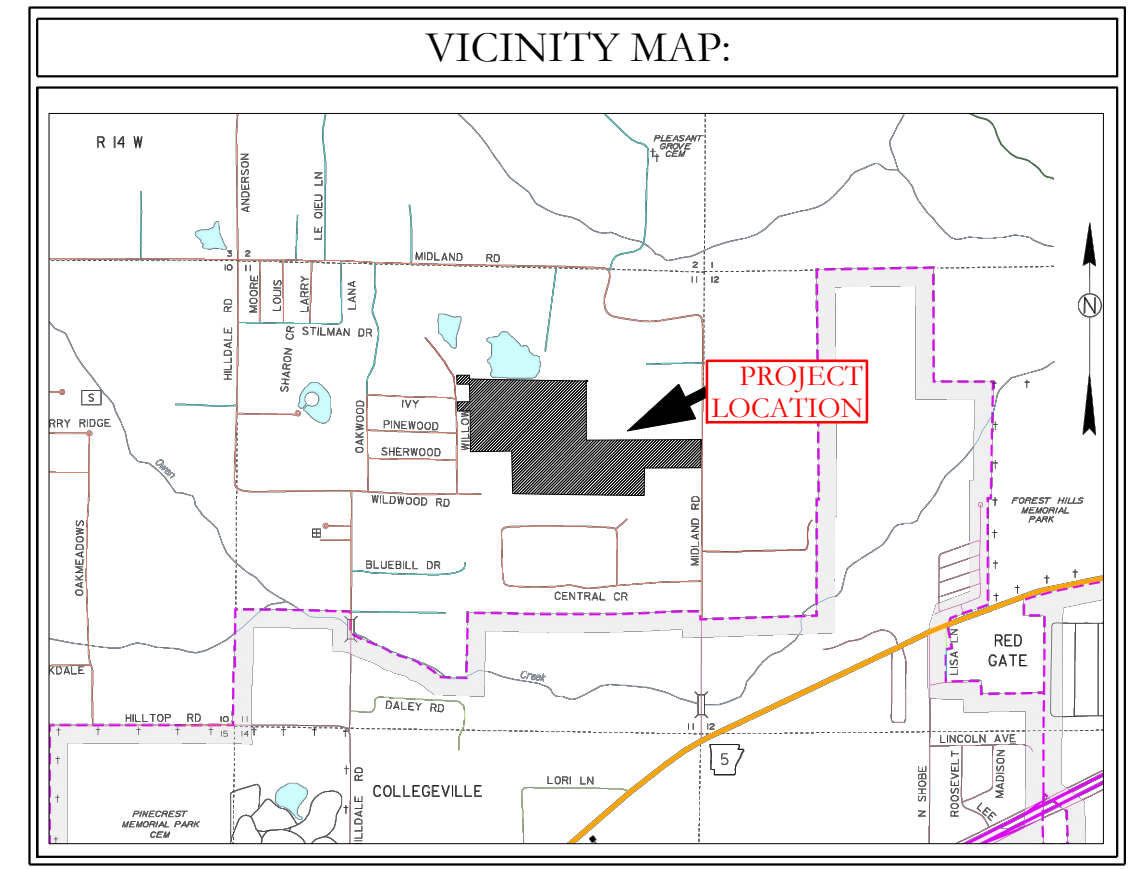 VICINITY MAP:
R 14 W
PLEASANT
GROVE
CEM
ANDERSON
LE QIEU LN
3 2
10 11
MIDLAND RD
2 1
11 12
N
HILLDALE RD
MOORE
LOUIS
LARRY
LANA
STILMAN DR
SHARON CR
S
RRY RIDGE
OAKWOOD
IVY
PINEWOOD
SHERWOOD
WILLOW
PROJECT
LOCATION
WILDWOOD RD
Owen
OAKMEADOWS
BLUEBILL DR
CENTRAL CR
MIDLAND RD
FOREST HILLS
MEMORIAL
PARK
LISA LN
RED
GATE
KDALE
Creek
DALEY RD
HILLTOP RD
10 11
15 14
11 12
5
LINCOLN AVE
N SHOBE
ROOSEVELT
MADISON
LEE
LORI LN
COLLEGEVILLE
ILLDALE RD
PINECREST
MEMORIAL PARK
CEM